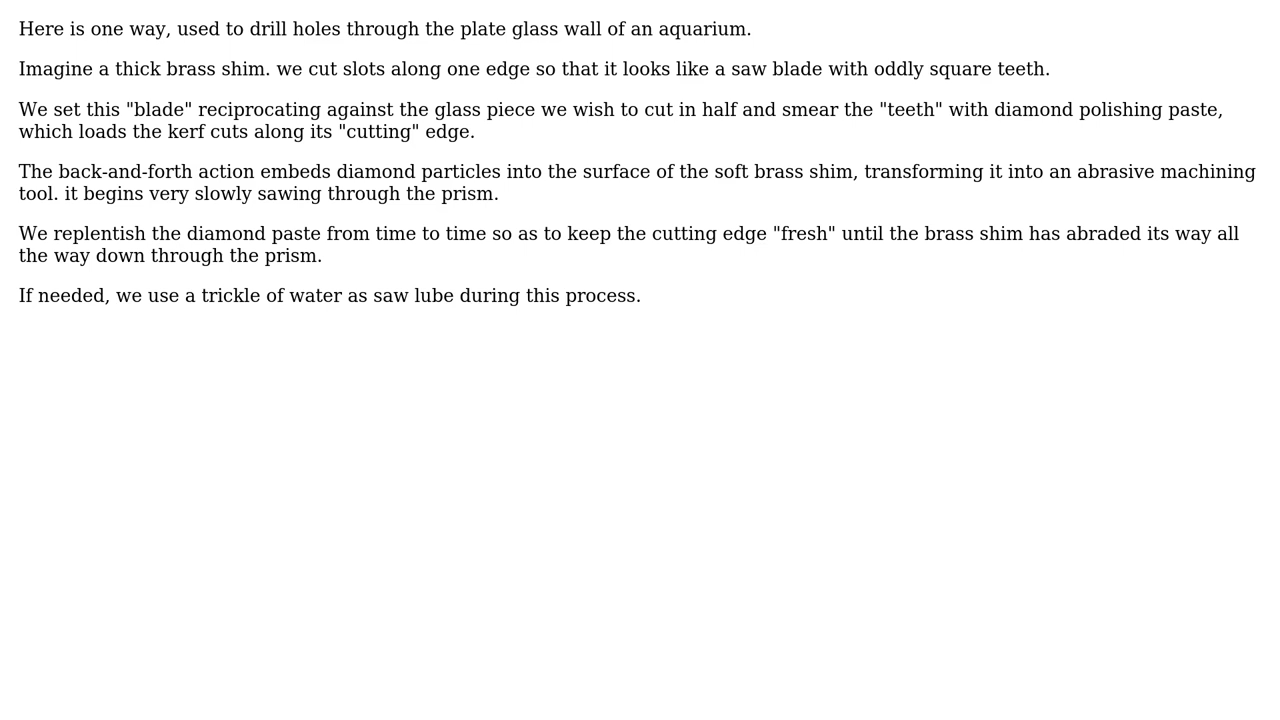 Here is one way, used to drill holes through the plate glass wall of an aquarium.
Imagine a thick brass shim. we cut slots along one edge so that it looks like a saw blade with oddly square teeth.
We set this "blade" reciprocating against the glass piece we wish to cut in half and smear the "teeth" with diamond polishing paste,
which loads the kerf cuts along its "cutting" edge.
The back-and-forth action embeds diamond particles into the surface of the soft brass shim, transforming it into an abrasive machining
tool. it begins very slowly sawing through the prism.
We replentish the diamond paste from time to time so as to keep the cutting edge "fresh" until the brass shim has abraded its way all
the way down through the prism.
If needed, we use a trickle of water as saw lube during this process.